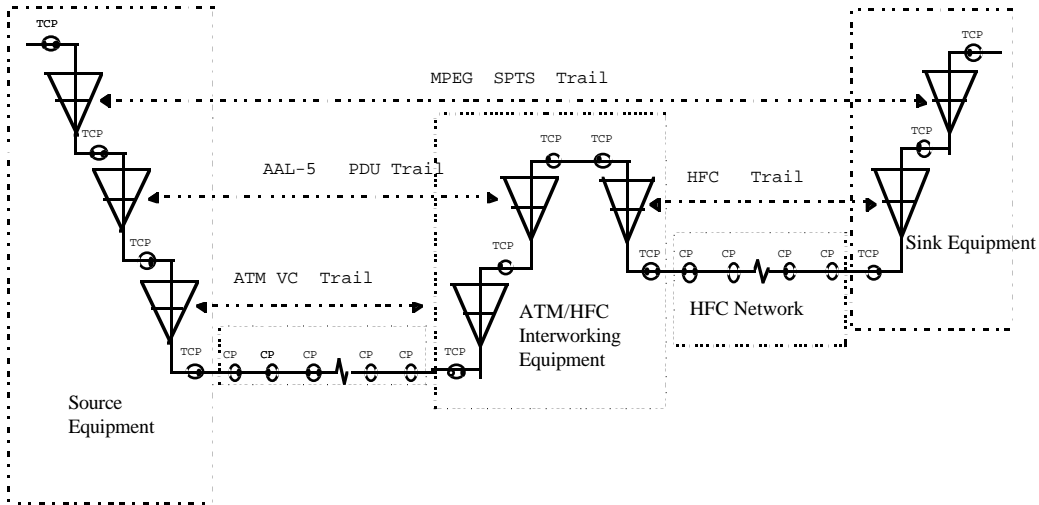 TCP
TCP
MPEG SPTS Trail
TCP
TCP
TCP
TCP
AAL-5 PDU Trail
HFC Trail
TCP
TCP
Sink Equipment
TCP
CP
CP
CP
CP
TCP
ATM VC Trail
ATM/HFC
Interworking
Equipment
HFC Network
TCP
CP
CP
CP
CP
CP
TCP
Source
Equipment